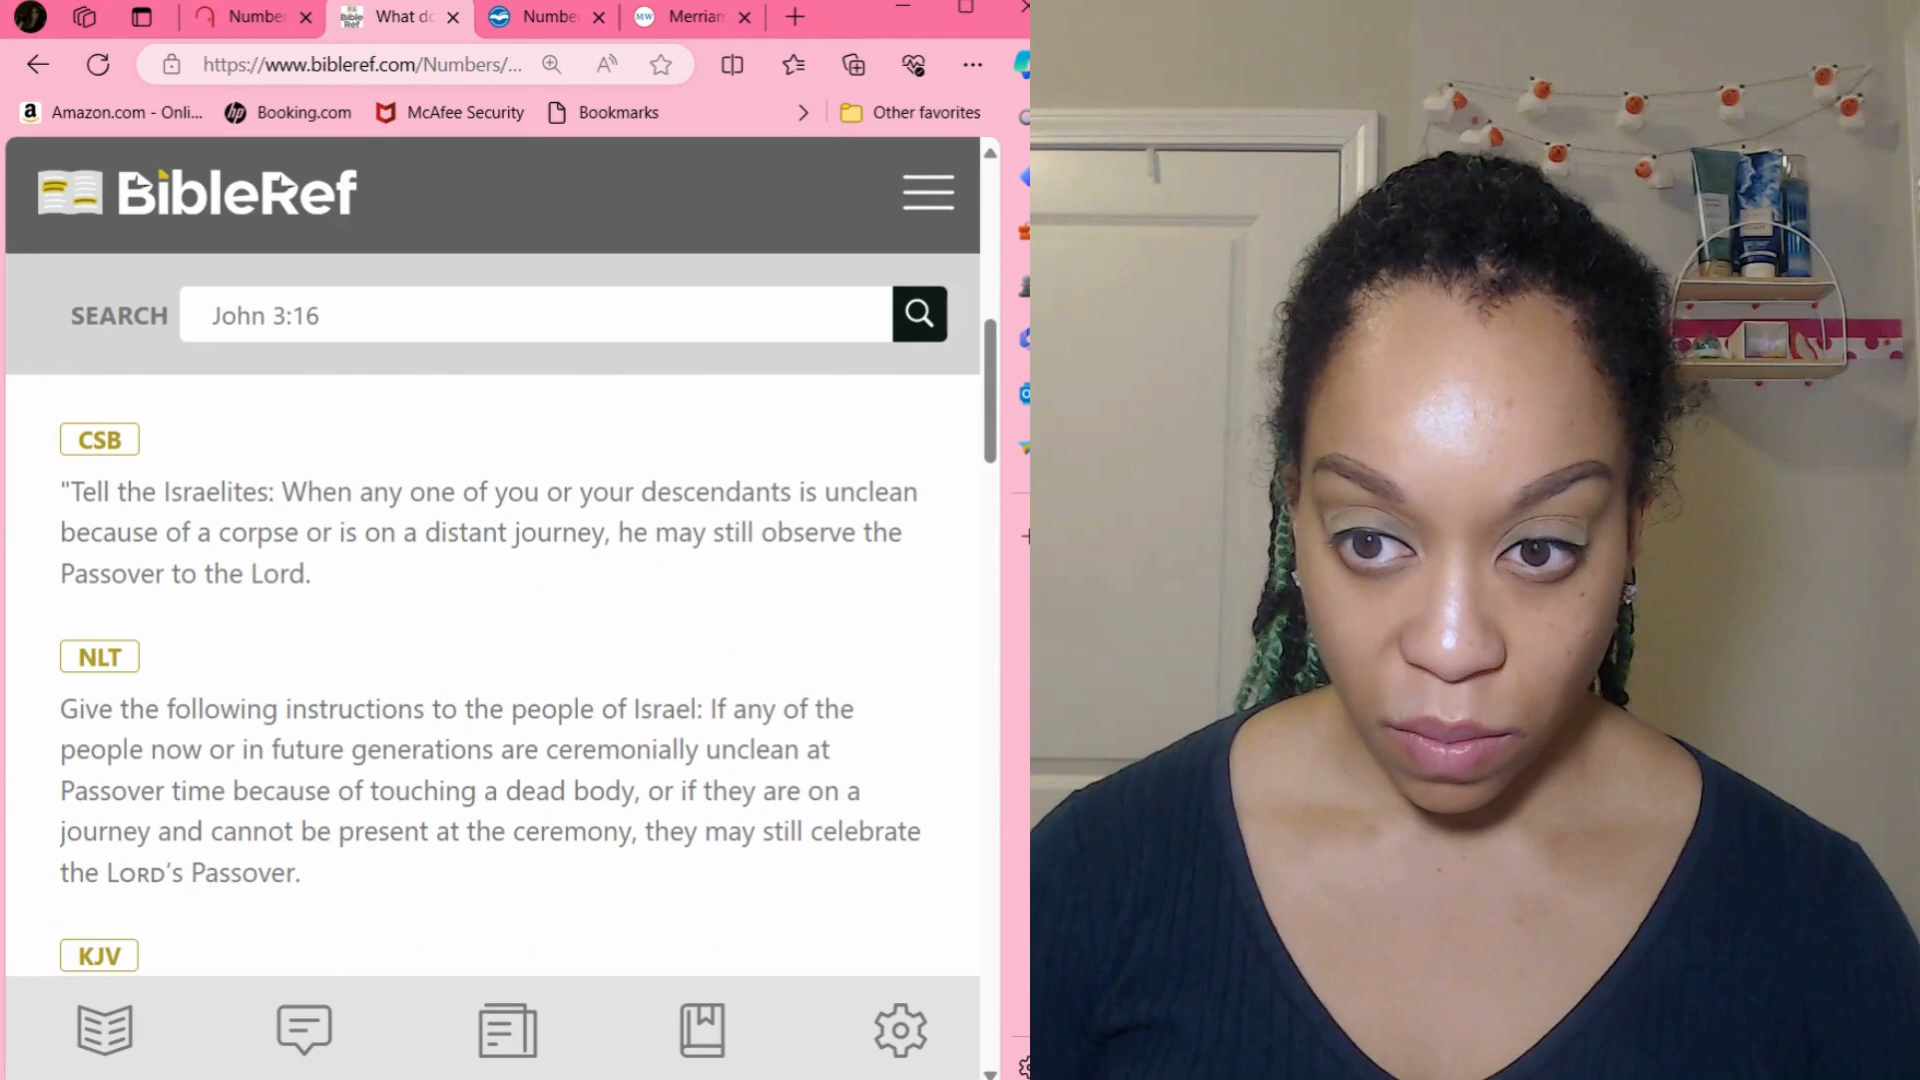 Number
What do
Number
MW
Merriam
https://www.bibleref.com/Numbers/...
Amazon.com - Onli...
hp
Booking.com
McAfee Security
Bookmarks
Other favorites
BibleRef
SEARCH
John 3:16
CSB
"Tell the Israelites: When any one of you or your descendants is unclean
because of a corpse or is on a distant journey, he may still observe the
Passover to the Lord.
NLT
Give the following instructions to the people of Israel: If any of the
people now or in future generations are ceremonially unclean at
Passover time because of touching a dead body, or if they are on a
journey and cannot be present at the ceremony, they may still celebrate
the LORD’s Passover.
KJV